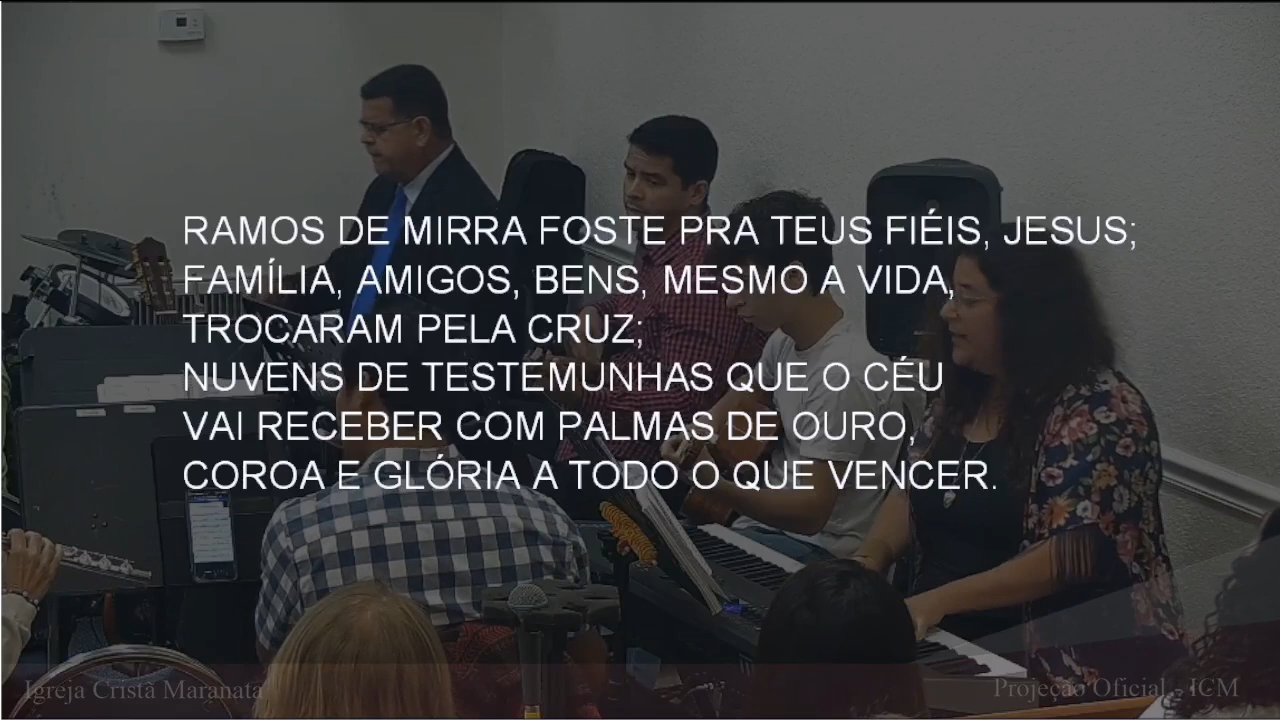 RAMOS DE MIRRA FOSTE PRA TEUS FIÉIS, JESUS;
FAMÍLIA, AMIGOS, BENS, MESMO A VIDA,
TROCARAM PELA CRUZ;
NUVENS DE TESTEMUNHAS QUE O CÉU
VAI RECEBER COM PALMAS DE OURO,
COROA E GLÓRIA A TODO O QUE VENCER.
Igreja Cristã Maranata
Projeção Oficial - ICM